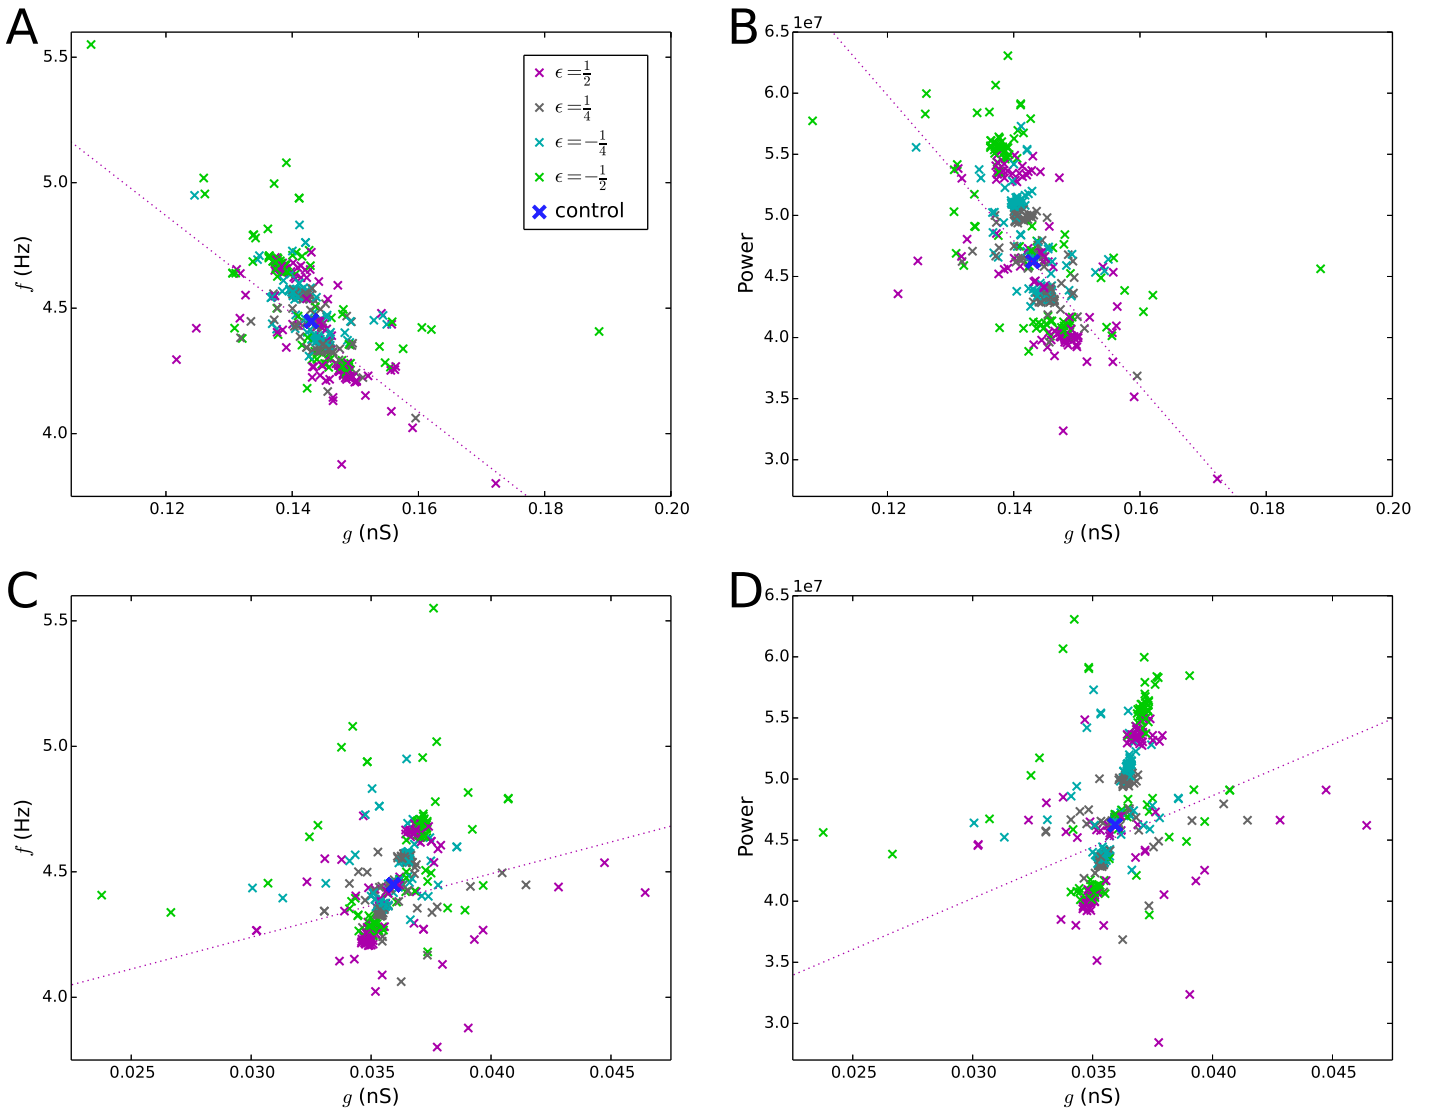 A
5.5
5.0
4.5
4.0
f (Hz)
0.12 0.14 0.16 0.18 0.20
g (nS)
ϵ = 1/2
ϵ = 1/4
ϵ = −1/4
ϵ = −1/2
control
B
1e7
6.5
6.0
5.5
5.0
4.5
4.0
3.5
3.0
Power
0.12 0.14 0.16 0.18 0.20
g (nS)
C
5.5
5.0
4.5
4.0
f (Hz)
0.025 0.030 0.035 0.040 0.045
g (nS)
D
1e7
6.5
6.0
5.5
5.0
4.5
4.0
3.5
3.0
Power
0.025 0.030 0.035 0.040 0.045
g (nS)